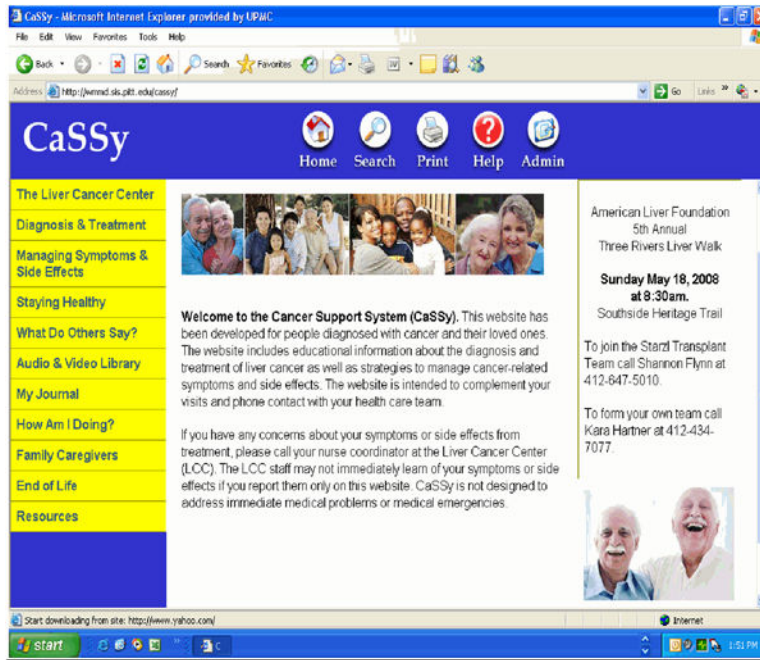 CaSSy - Microsoft Internet Explorer provided by UPMC
File Edit View Favorites Tools Help
Back Search Favorites
Address http://wmmd.sis.pitt.edu/cassy/ Go Links »
CaSSy
Home Search Print Help Admin
The Liver Cancer Center
Diagnosis & Treatment
Managing Symptoms &
Side Effects
Staying Healthy
What Do Others Say?
Audio & Video Library
My Journal
How Am I Doing?
Family Caregivers
End of Life
Resources
Welcome to the Cancer Support System (CaSSy). This website has
been developed for people diagnosed with cancer and their loved ones.
The website includes educational information about the diagnosis and
treatment of liver cancer as well as strategies to manage cancer-related
symptoms and side effects. The website is intended to complement your
visits and phone contact with your health care team.
If you have any concerns about your symptoms or side effects from
treatment, please call your nurse coordinator at the Liver Cancer Center
(LCC). The LCC staff may not immediately learn of your symptoms or side
effects if you report them only on this website. CaSSy is not designed to
address immediate medical problems or medical emergencies.
American Liver Foundation
5th Annual
Three Rivers Liver Walk
Sunday May 18, 2008
at 8:30am.
Southside Heritage Trail
To join the Starzl Transplant
Team call Shannon Flynn at
412-647-5010.
To form your own team call
Kara Hartner at 412-434-
7077.
Start downloading from site: http://www.yahoo.com/ Internet
start C 1:51 PM